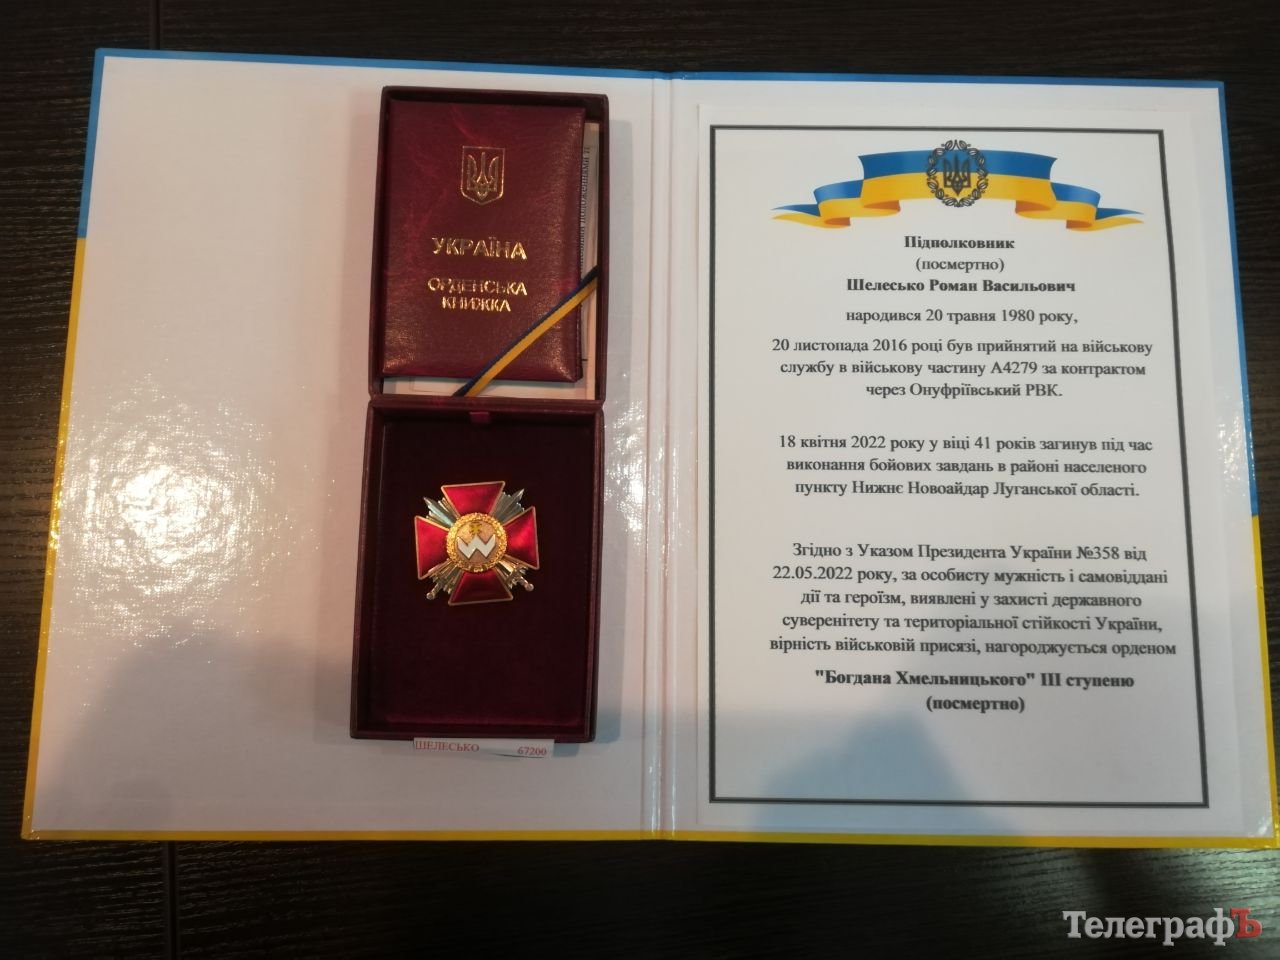 УКРАЇНА
ОРДЕНСЬКА
КНИЖКА
ШЕЛЕСЬКО 67200
Підполковник
(посмертно)
Шелесько Роман Васильович
народився 20 травня 1980 року,
20 листопада 2016 році був прийнятий на військову
службу в військову частину А4279 за контрактом
через Онуфріївський РВК.
18 квітня 2022 року у віці 41 років загинув під час
виконання бойових завдань в районі населеного
пункту Нижнє Новоайдар Луганської області.
Згідно з Указом Президента України №358 від
22.05.2022 року, за особисту мужність і самовіддані
дії та героїзм, виявлені у захисті державного
суверенітету та територіальної стійкості України,
вірність військовій присязі, нагороджується орденом
"Богдана Хмельницького" III ступеню
(посмертно)
ТелеграфЪ